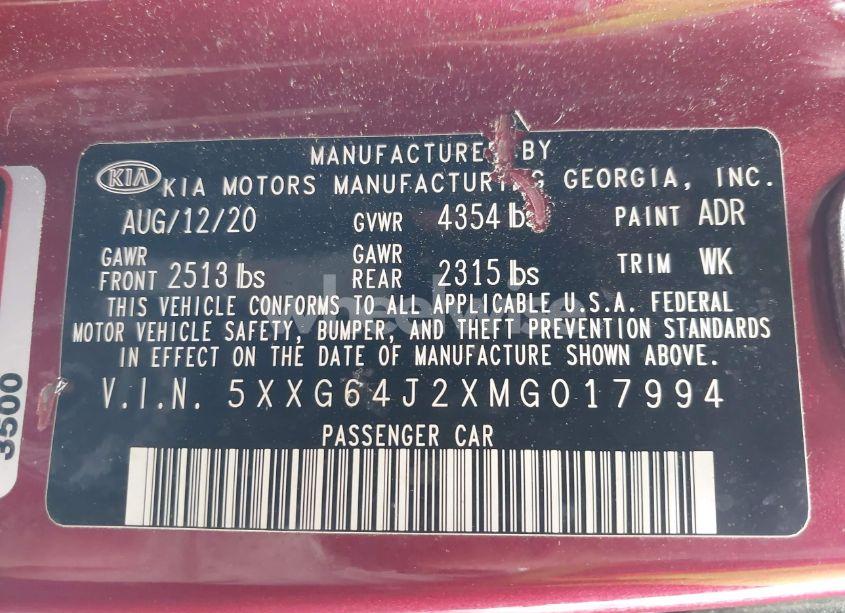 MANUFACTURED BY
KIA KIA MOTORS MANUFACTURING GEORGIA, INC.
AUG/12/20 GVWR 4354 lbs PAINT ADR
GAWR FRONT 2513 lbs GAWR REAR 2315 lbs TRIM WK
THIS VEHICLE CONFORMS TO ALL APPLICABLE U.S.A. FEDERAL
MOTOR VEHICLE SAFETY, BUMPER, AND THEFT PREVENTION STANDARDS
IN EFFECT ON THE DATE OF MANUFACTURE SHOWN ABOVE.
V.I.N. 5XXG64J2XMG017994
PASSENGER CAR
3500